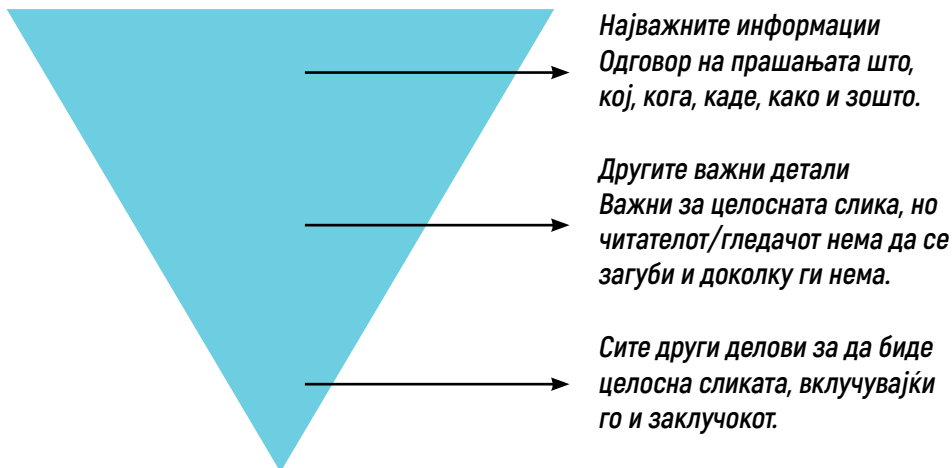 Најважните информации
Одговор на прашањата што,
кој, кога, каде, како и зошто.
Другите важни детали
Важни за целосната слика, но
читателот/гледачот нема да се
загуби и доколку ги нема.
Сите други делови за да биде
целосна сликата, вклучувајќи
го и заклучокот.